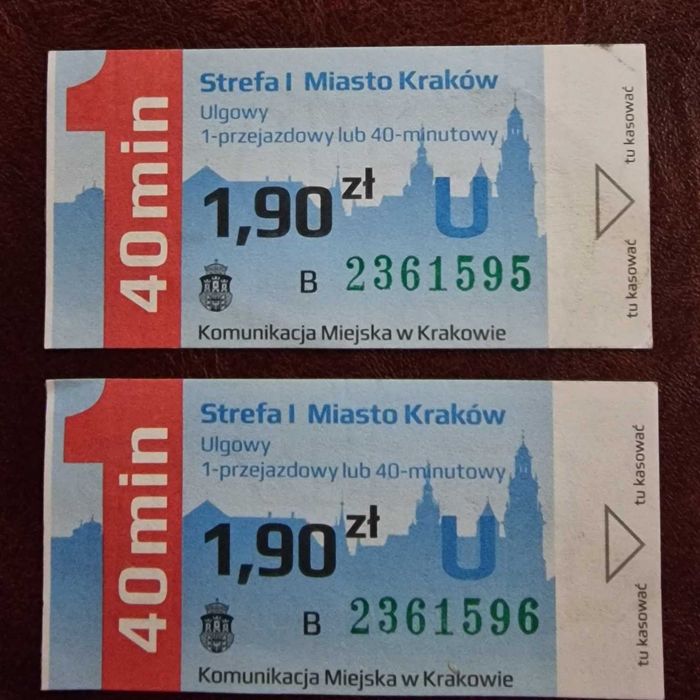 1
40 min
Strefa I Miasto Kraków
Ulgowy
1-przejazdowy lub 40-minutowy
1,90 zł U
B 2361595
Komunikacja Miejska w Krakowie
tu kasować
tu kasować
1
40 min
Strefa I Miasto Kraków
Ulgowy
1-przejazdowy lub 40-minutowy
1,90 zł U
B 2361596
Komunikacja Miejska w Krakowie
tu kasować
tu kasować